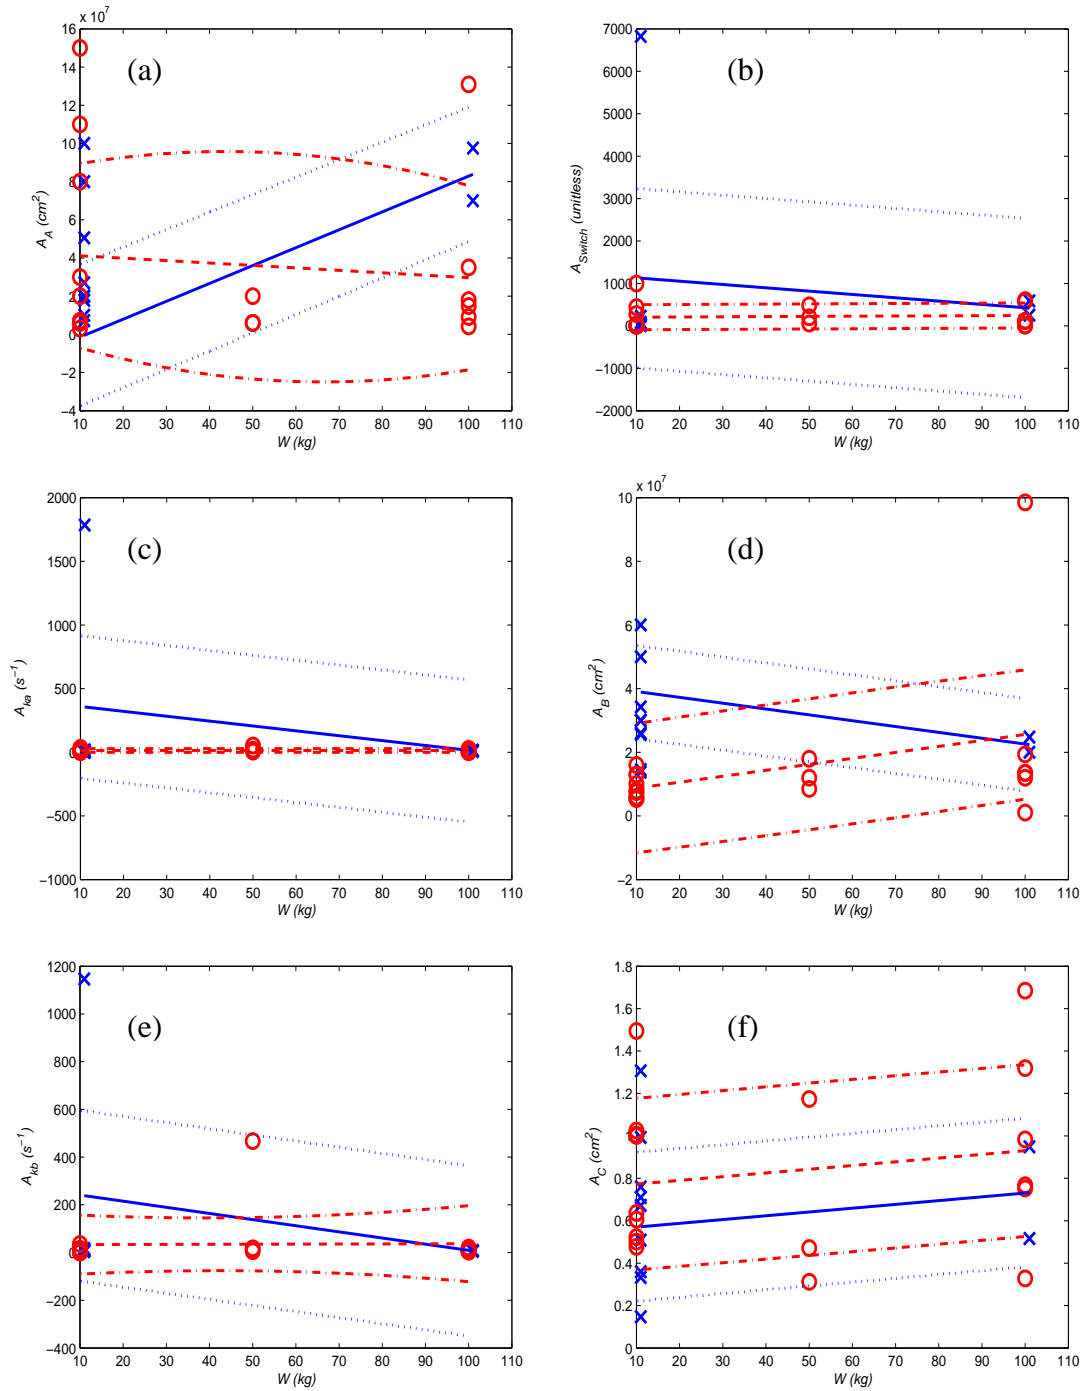 x 10^7
16
14
12
10
8
6
4
2
0
−2
−4
A_A (cm^2)
(a)
10 20 30 40 50 60 70 80 90 100 110
W (kg)
7000
6000
5000
4000
3000
2000
1000
0
−1000
−2000
A_Switch (unitless)
(b)
10 20 30 40 50 60 70 80 90 100 110
W (kg)
2000
1500
1000
500
0
−500
−1000
A_ka (s^−1)
(c)
10 20 30 40 50 60 70 80 90 100 110
W (kg)
x 10^7
10
8
6
4
2
0
−2
A_B (cm^2)
(d)
10 20 30 40 50 60 70 80 90 100 110
W (kg)
1200
1000
800
600
400
200
0
−200
−400
A_kb (s^−1)
(e)
10 20 30 40 50 60 70 80 90 100 110
W (kg)
1.8
1.6
1.4
1.2
1
0.8
0.6
0.4
0.2
0
A_C (cm^2)
(f)
10 20 30 40 50 60 70 80 90 100 110
W (kg)